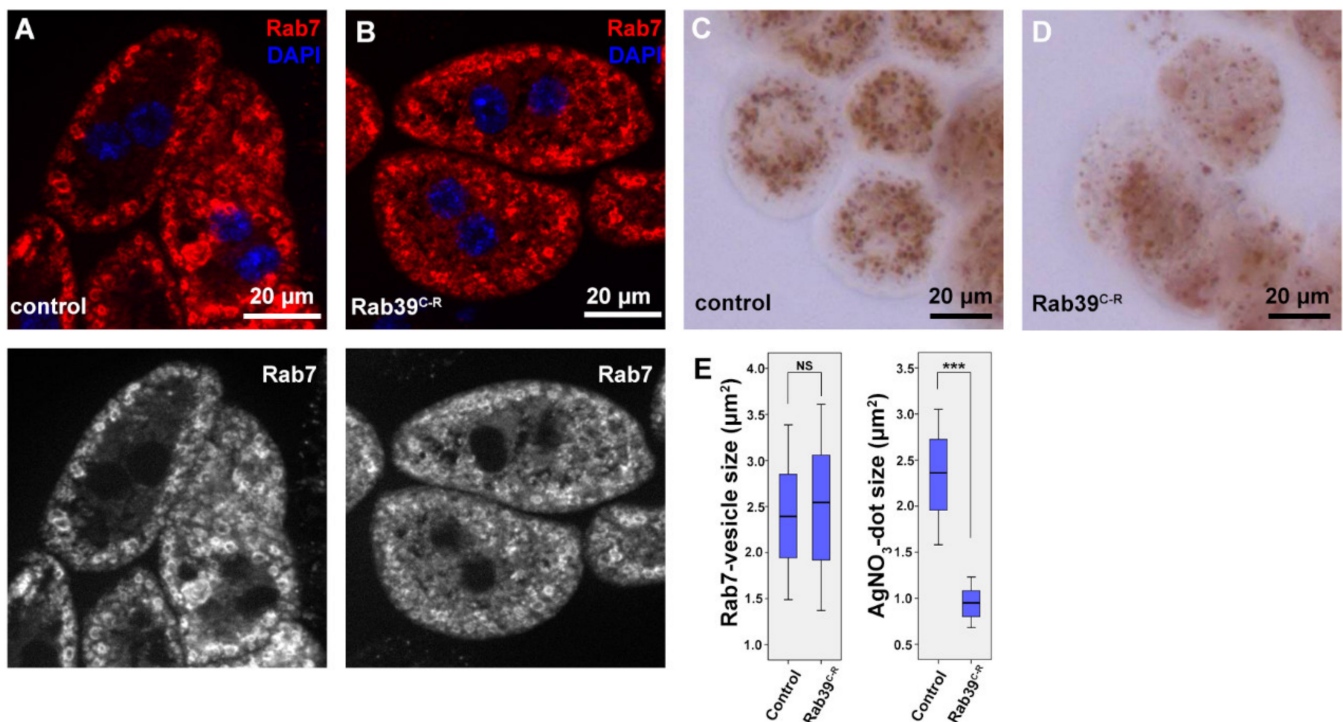 A
Rab7
DAPI
control
20 µm
B
Rab7
DAPI
Rab39C-R
20 µm
C
control
20 µm
D
Rab39C-R
20 µm
Rab7
Rab7
E
Rab7-vesicle size (µm2)
4.0
3.5
3.0
2.5
2.0
1.5
1.0
NS
Control
Rab39C-R
AgNO3-dot size (µm2)
3.5
3.0
2.5
2.0
1.5
1.0
0.5
***
Control
Rab39C-R